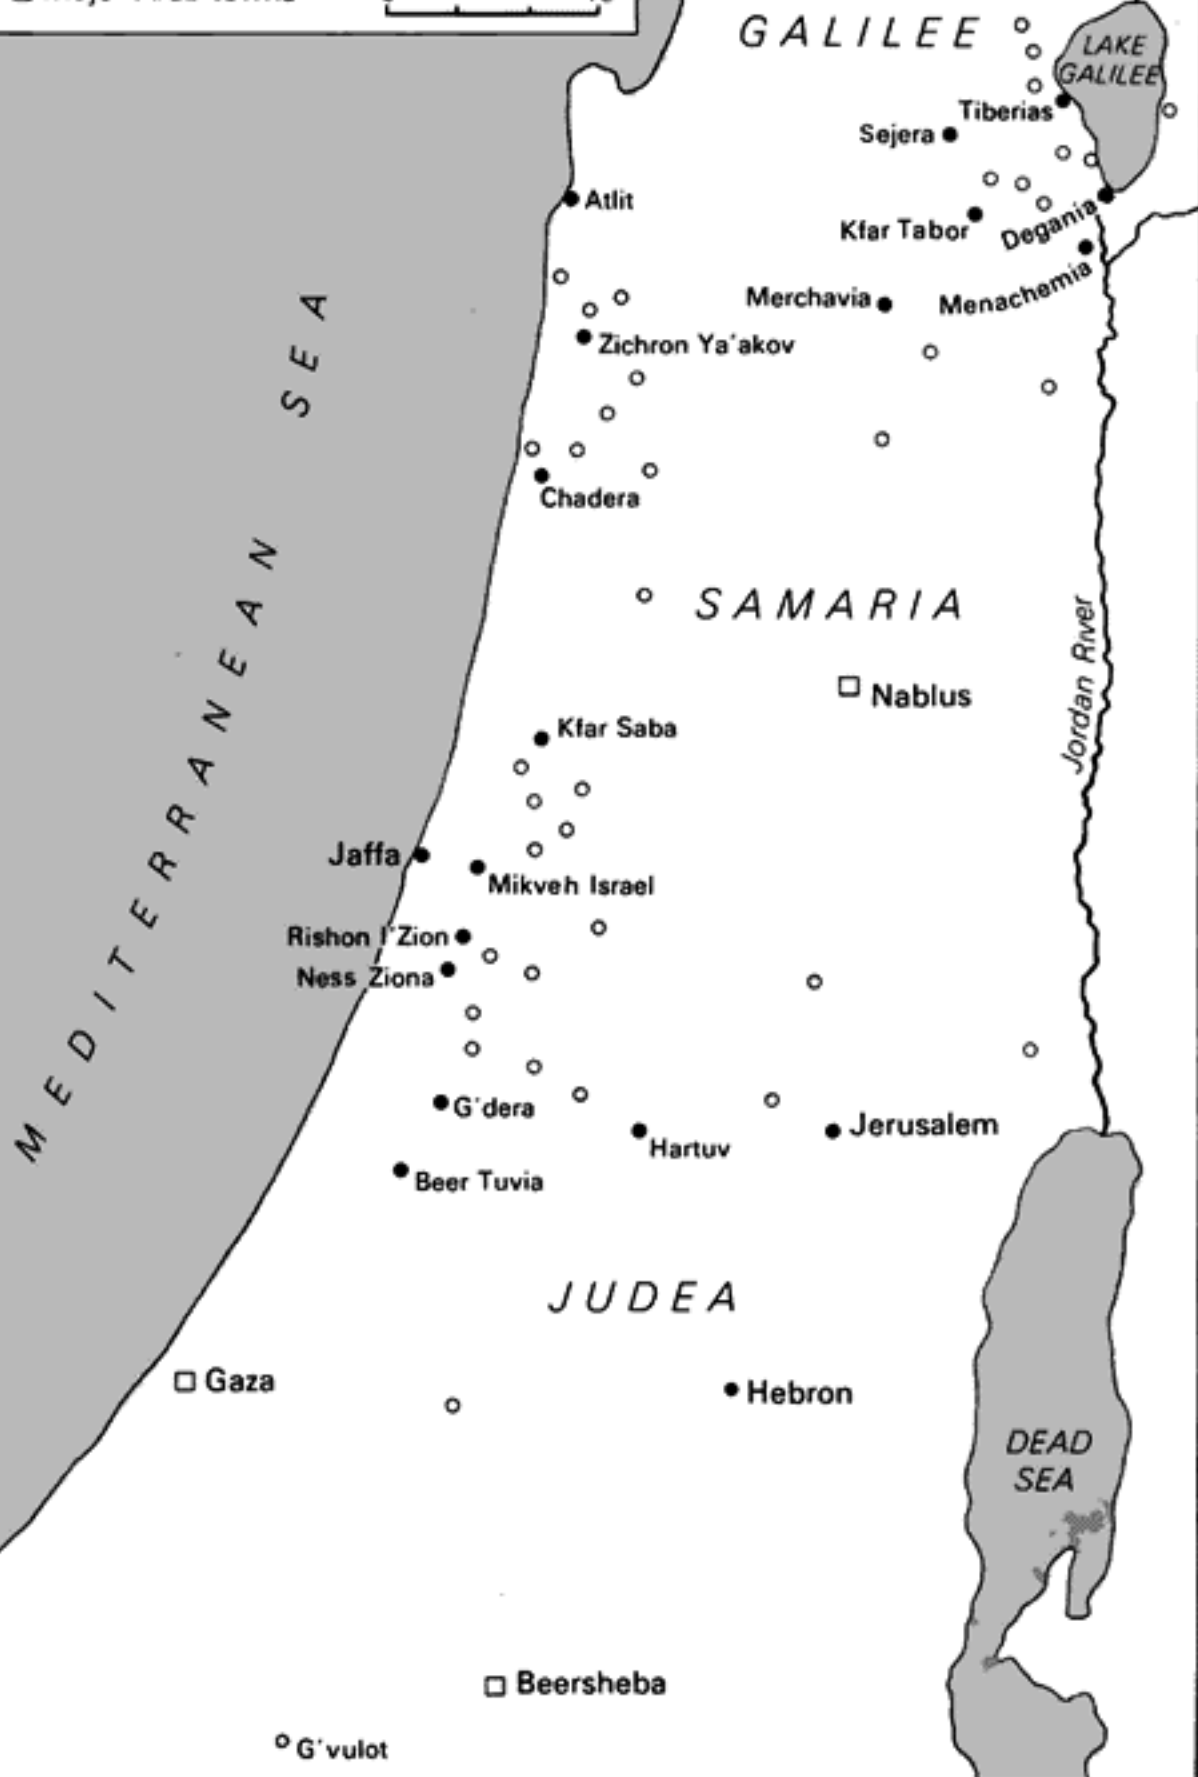 GALILEE
LAKE
GALILEE
Tiberias
Sejera
Atlit
Kfar Tabor
Degania
Merchavia
Menachemia
Zichron Ya'akov
Chadera
MEDITERRANEAN SEA
SAMARIA
Jordan River
Nablus
Kfar Saba
Jaffa
Mikveh Israel
Rishon l'Zion
Ness Ziona
G'dera
Hartuv
Jerusalem
Beer Tuvia
JUDEA
Gaza
Hebron
DEAD
SEA
Beersheba
G'vulot